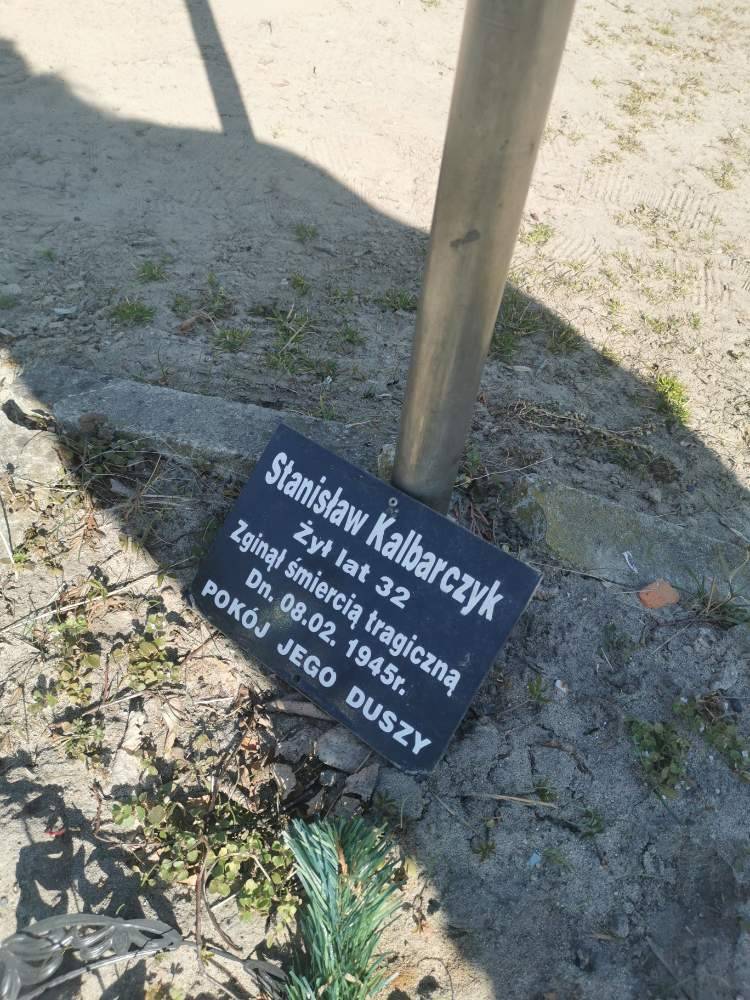 Stanisław Kalbarczyk
Żył lat 32
Zginął śmiercią tragiczną
Dn. 08.02. 1945r.
POKÓJ JEGO DUSZY